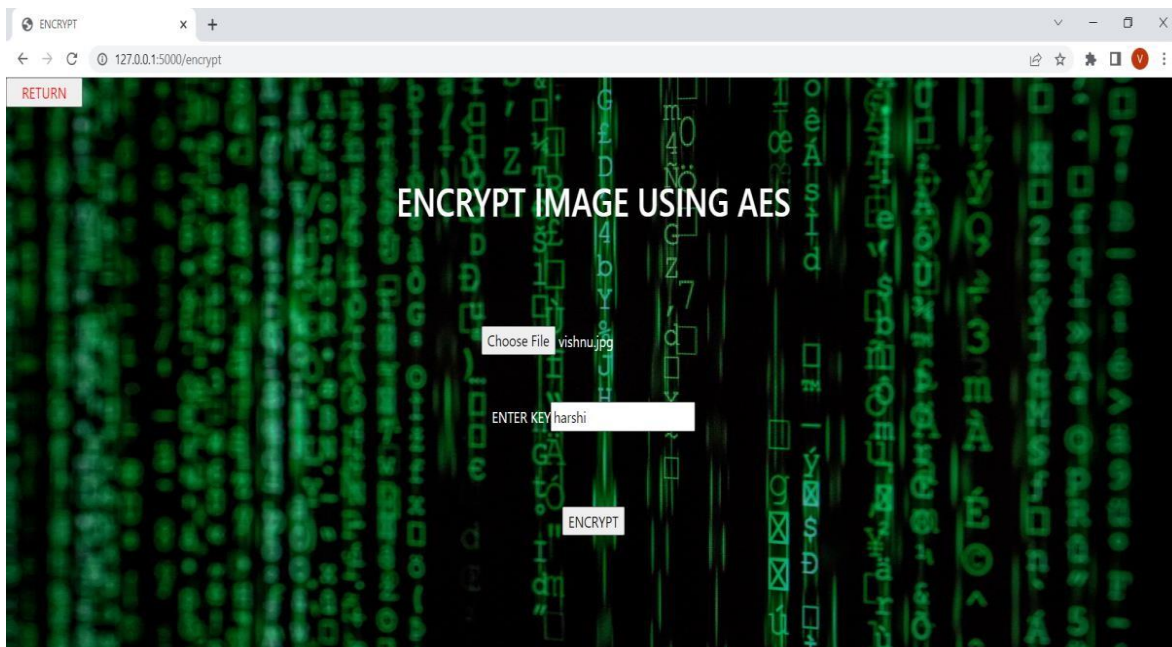 ENCRYPT
127.0.0.1:5000/encrypt
V
RETURN
ENCRYPT IMAGE USING AES
Choose File vishnu.jpg
ENTER KEY harshi
ENCRYPT